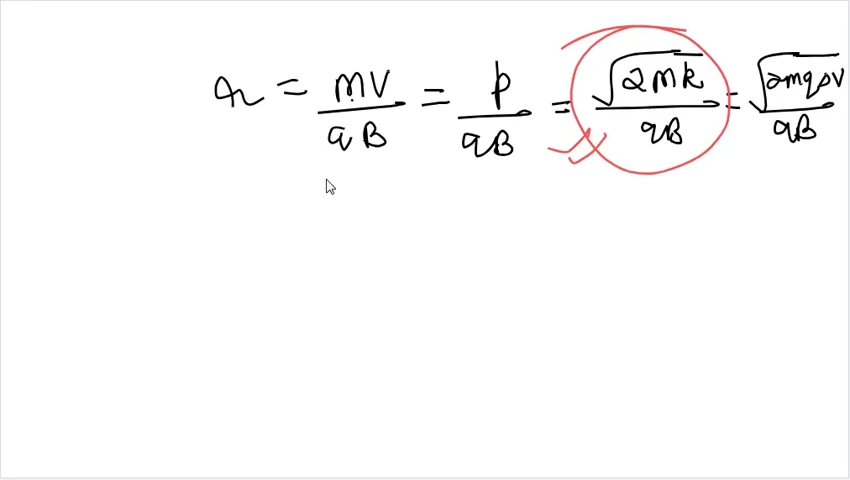 r = mV/qB = p/qB = √2mk/qB = √2mqΔV/qB